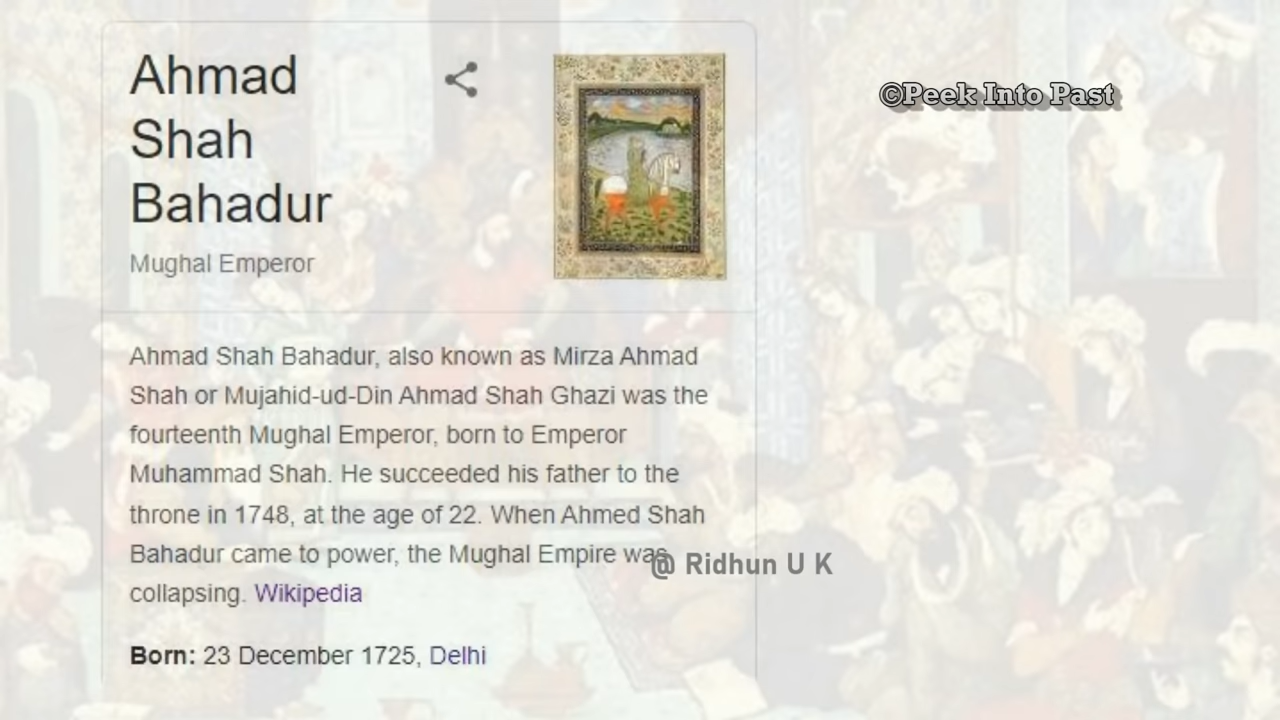 Ahmad
Shah
Bahadur
Mughal Emperor
©Peek Into Past
Ahmad Shah Bahadur, also known as Mirza Ahmad
Shah or Mujahid-ud-Din Ahmad Shah Ghazi was the
fourteenth Mughal Emperor, born to Emperor
Muhammad Shah. He succeeded his father to the
throne in 1748, at the age of 22. When Ahmed Shah
Bahadur came to power, the Mughal Empire was
@ Ridhun U K
collapsing. Wikipedia
Born: 23 December 1725, Delhi